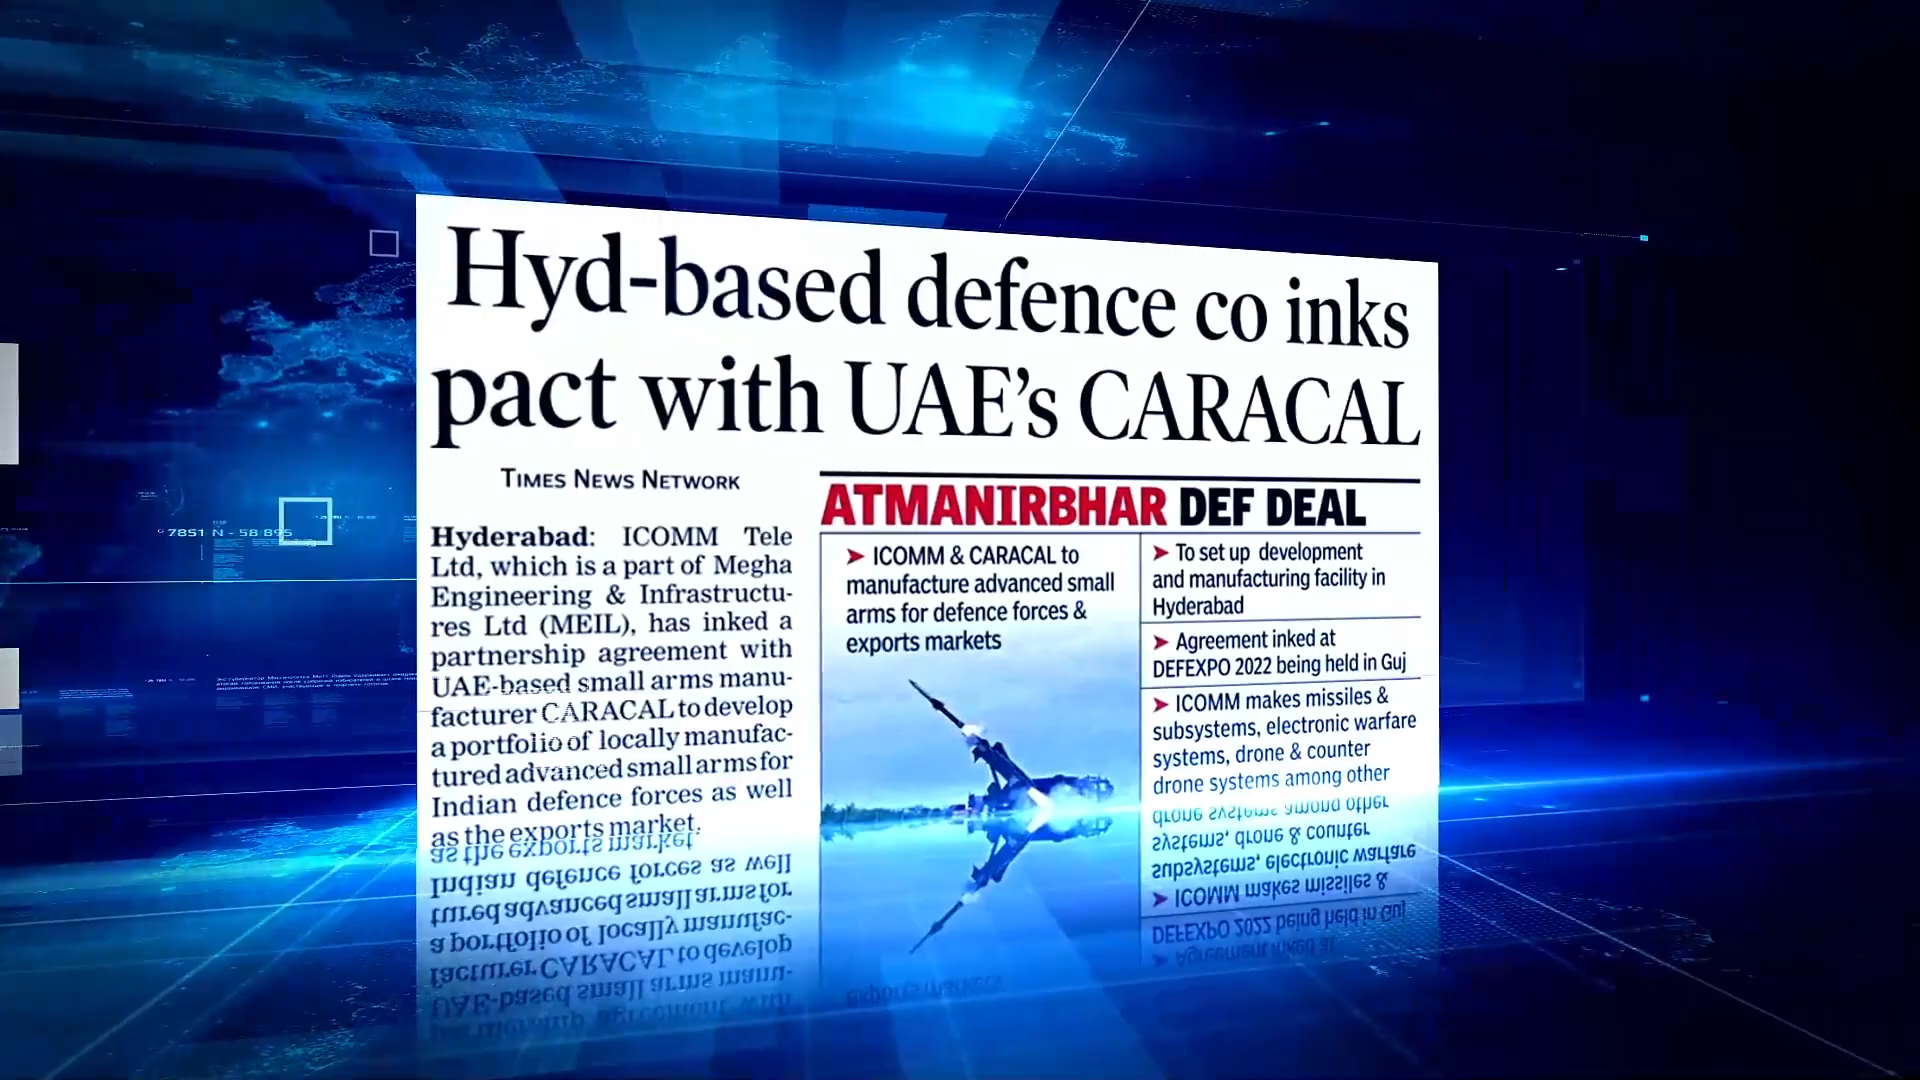 Hyd-based defence co inks
pact with UAE's CARACAL
TIMES NEWS NETWORK
Hyderabad: ICOMM Tele
Ltd, which is a part of Megha
Engineering & Infrastructu-
res Ltd (MEIL), has inked a
partnership agreement with
UAE-based small arms manu-
facturer CARACAL to develop
a portfolio of locally manufac-
tured advanced small arms for
Indian defence forces as well
as the exports market.
ATMANIRBHAR DEF DEAL
➤ ICOMM & CARACAL to
manufacture advanced small
arms for defence forces &
exports markets
➤ To set up development
and manufacturing facility in
Hyderabad
➤ Agreement inked at
DEFEXPO 2022 being held in Guj
➤ ICOMM makes missiles &
subsystems, electronic warfare
systems, drone & counter
drone systems among other
7851 N - 58 895